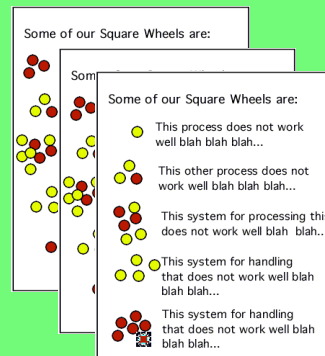 Some of our Square Wheels are:
Som
Some of our Square Wheels are:
This process does not work
well blah blah blah...
This other process does not
work well blah blah blah...
This system for processing thi
does not work well blah  blah...
This system for handling
that does not work well blah
blah blah...
This system for handling
that does not work blah blah
blah blah...